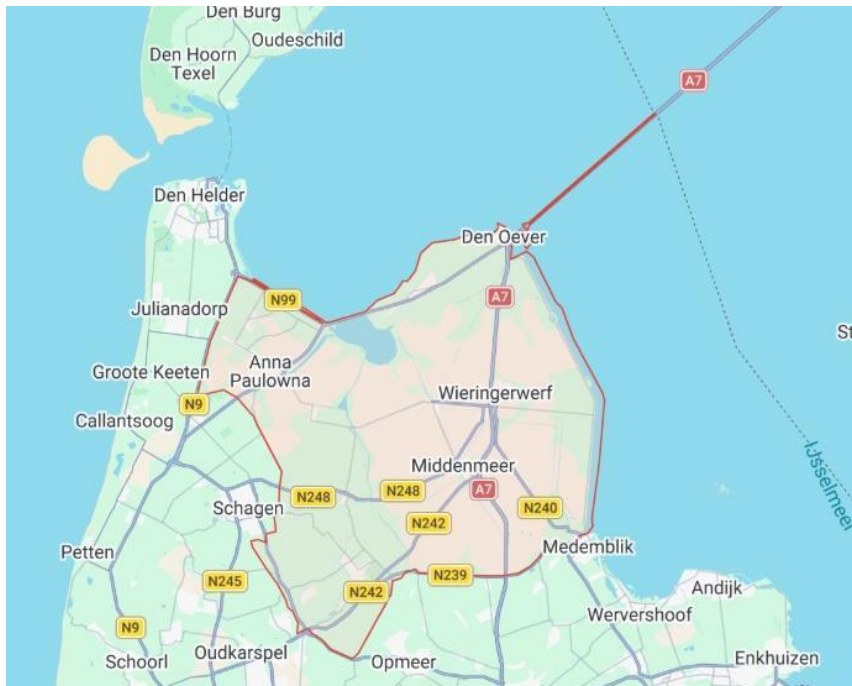 Den Burg
Oudeschild
Den Hoorn
Texel
A7
Den Helder
Den Oever
N99
A7
Julianadorp
St
Anna
Paulowna
Groote Keeten
Wieringerwerf
N9
Callantsoog
Middenmeer
N248
N248
A7
IJsselmeer
Schagen
N242
N240
Petten
Medemblik
N245
N242
N239
Andijk
Wervershoof
N9
Schoorl
Oudkarspel
Opmeer
Enkhuizen